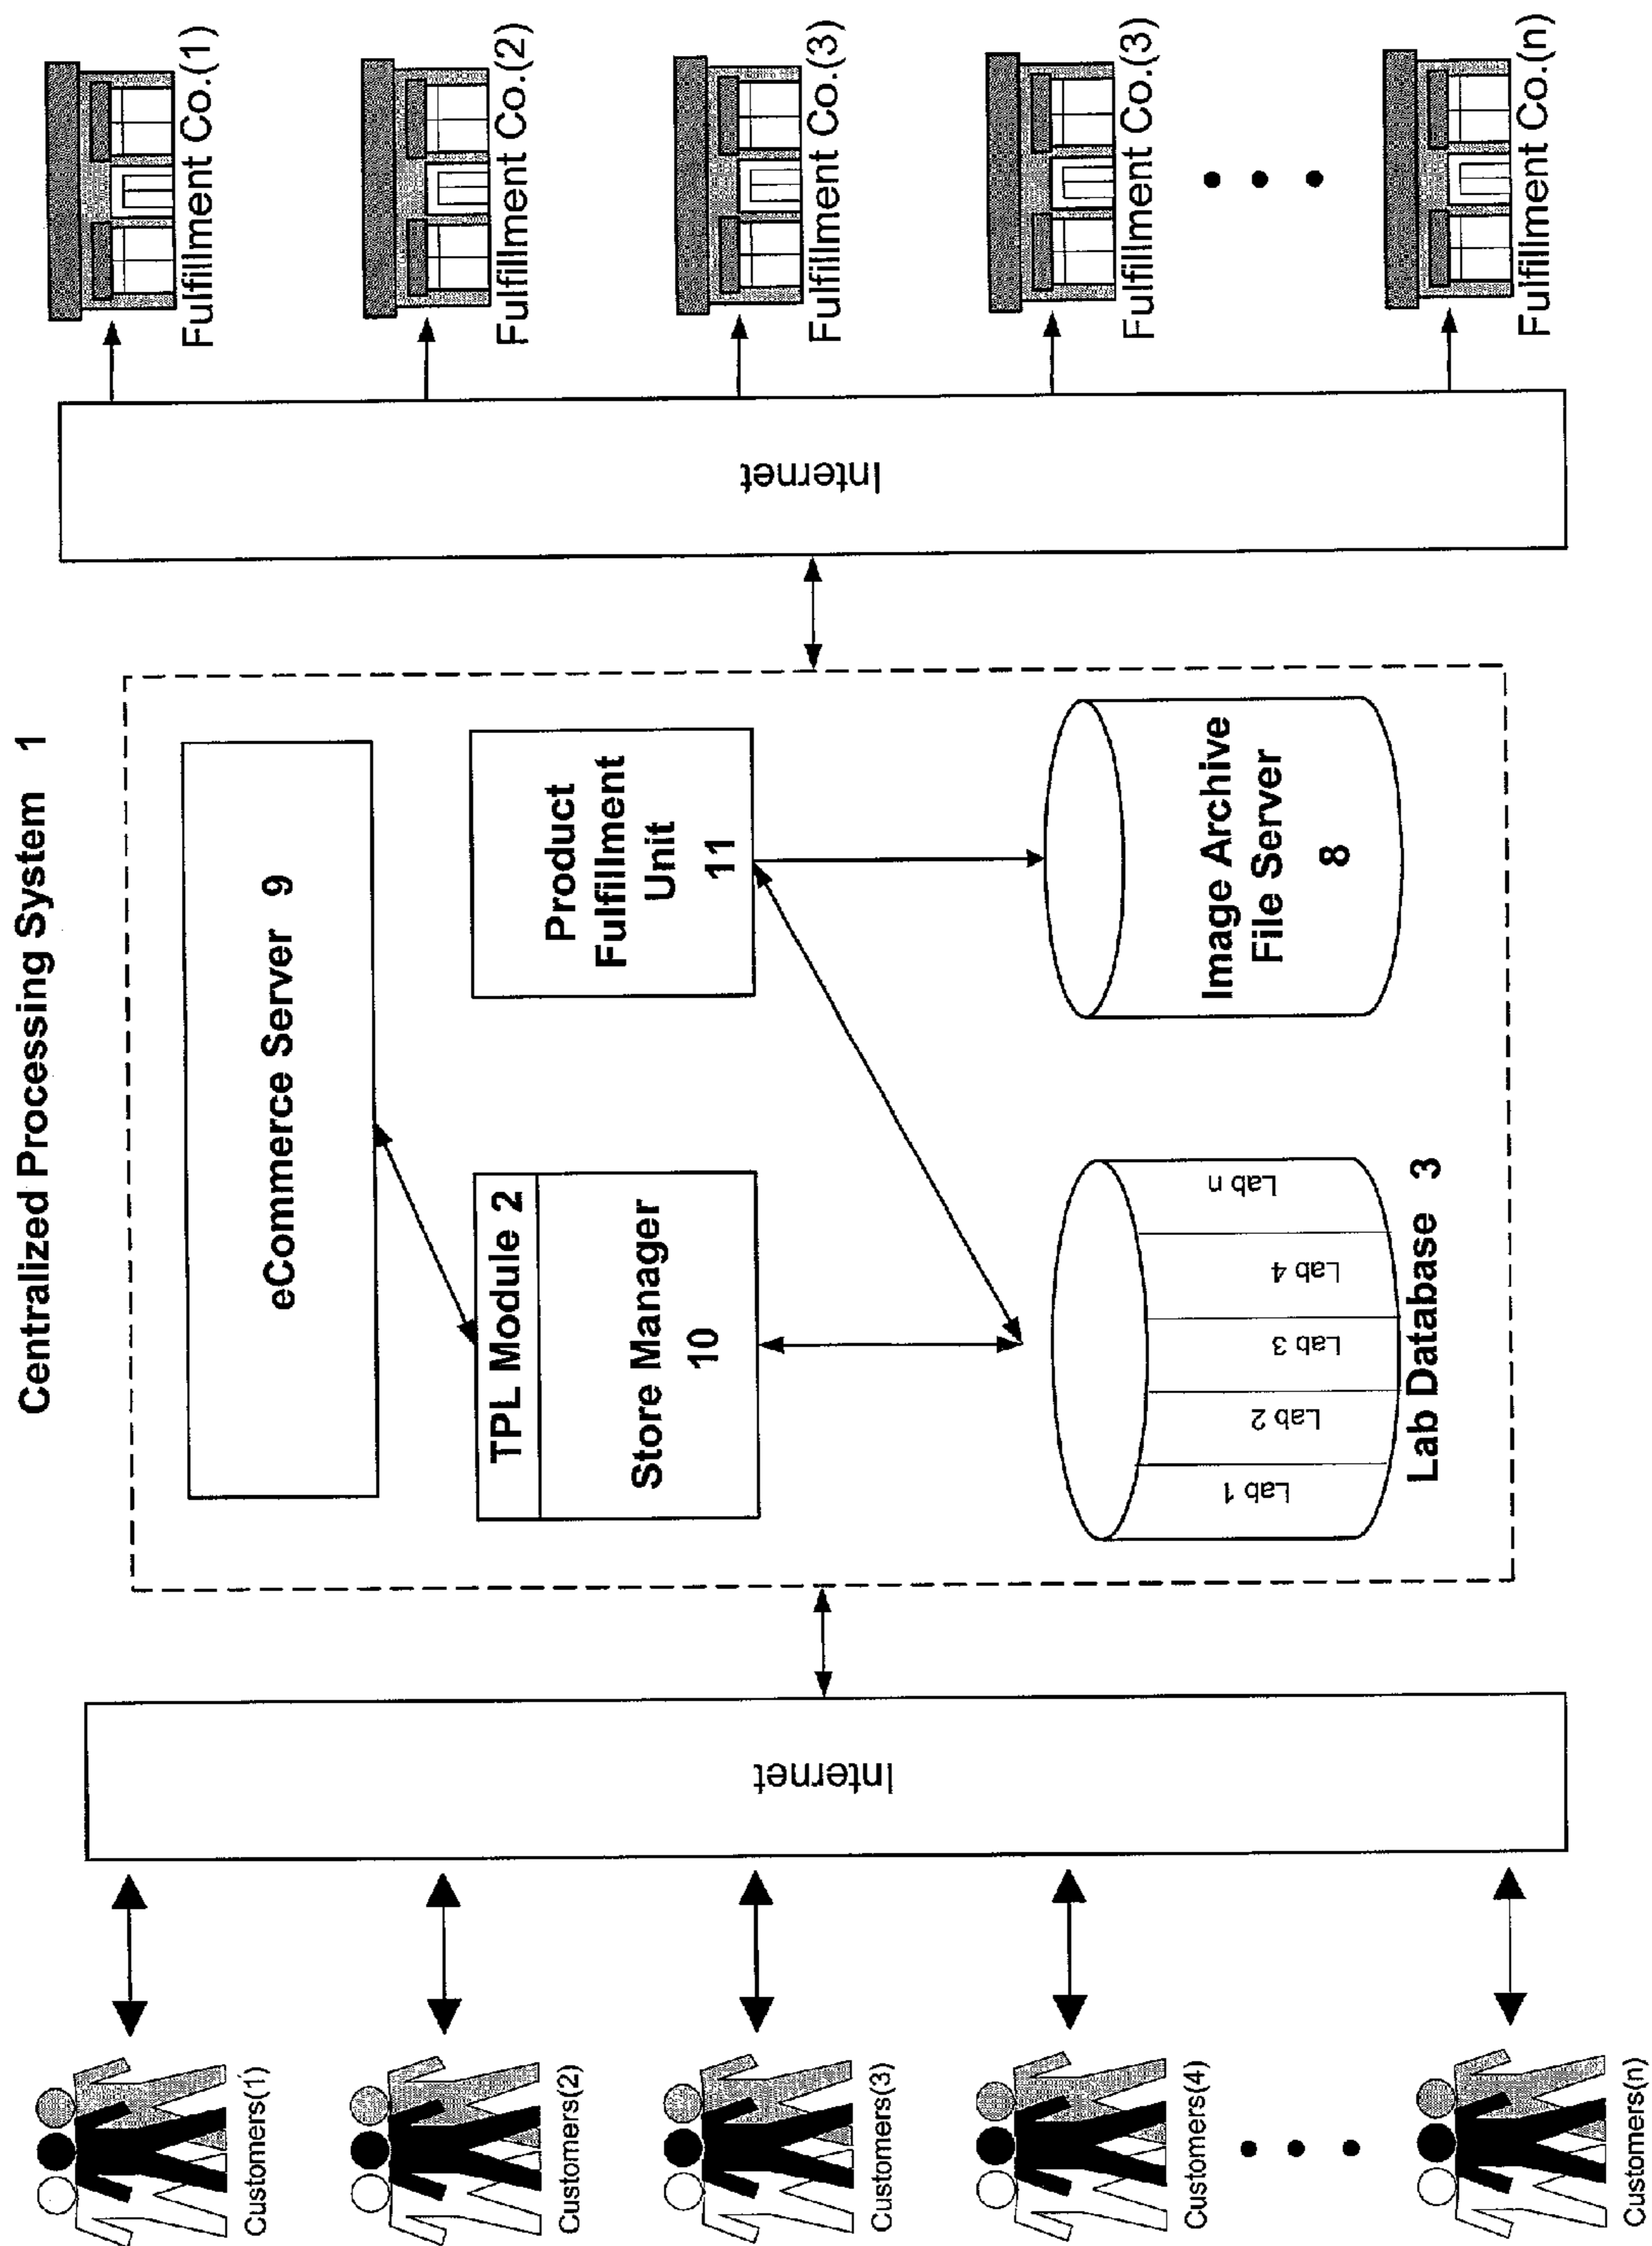 Centralized Processing System 1
Customers(1)
Customers(2)
Customers(3)
Customers(4)
Customers(n)
Internet
eCommerce Server 9
TPL Module 2
Store Manager
10
Product
Fulfillment
Unit
11
Lab 1
Lab 2
Lab 3
Lab 4
Lab n
Lab Database 3
Image Archive
File Server
8
Internet
Fulfillment Co.(1)
Fulfillment Co.(2)
Fulfillment Co.(3)
Fulfillment Co.(3)
Fulfillment Co.(n)